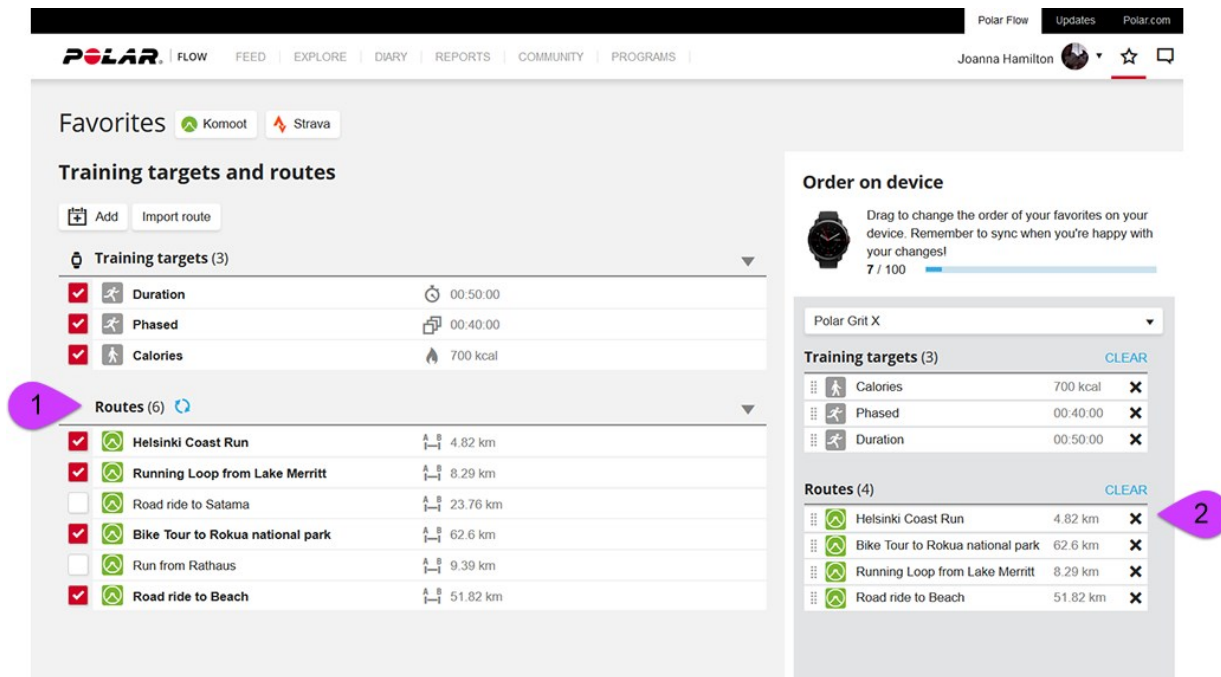 Polar Flow Updates Polar.com
POLAR. FLOW FEED EXPLORE DIARY REPORTS COMMUNITY PROGRAMS Joanna Hamilton
Favorites Komoot Strava
Training targets and routes
Add Import route
Training targets (3)
Duration 00:50:00
Phased 00:40:00
Calories 700 kcal
1
Routes (6)
Helsinki Coast Run A B 4.82 km
Running Loop from Lake Merritt A B 8.29 km
Road ride to Satama A B 23.76 km
Bike Tour to Rokua national park A B 62.6 km
Run from Rathaus A B 9.39 km
Road ride to Beach A B 51.82 km
Order on device
Drag to change the order of your favorites on your
device. Remember to sync when you're happy with
your changes!
7 / 100
Polar Grit X
Training targets (3) CLEAR
Calories 700 kcal
Phased 00:40:00
Duration 00:50:00
Routes (4) CLEAR
Helsinki Coast Run 4.82 km
2
Bike Tour to Rokua national park 62.6 km
Running Loop from Lake Merritt 8.29 km
Road ride to Beach 51.82 km